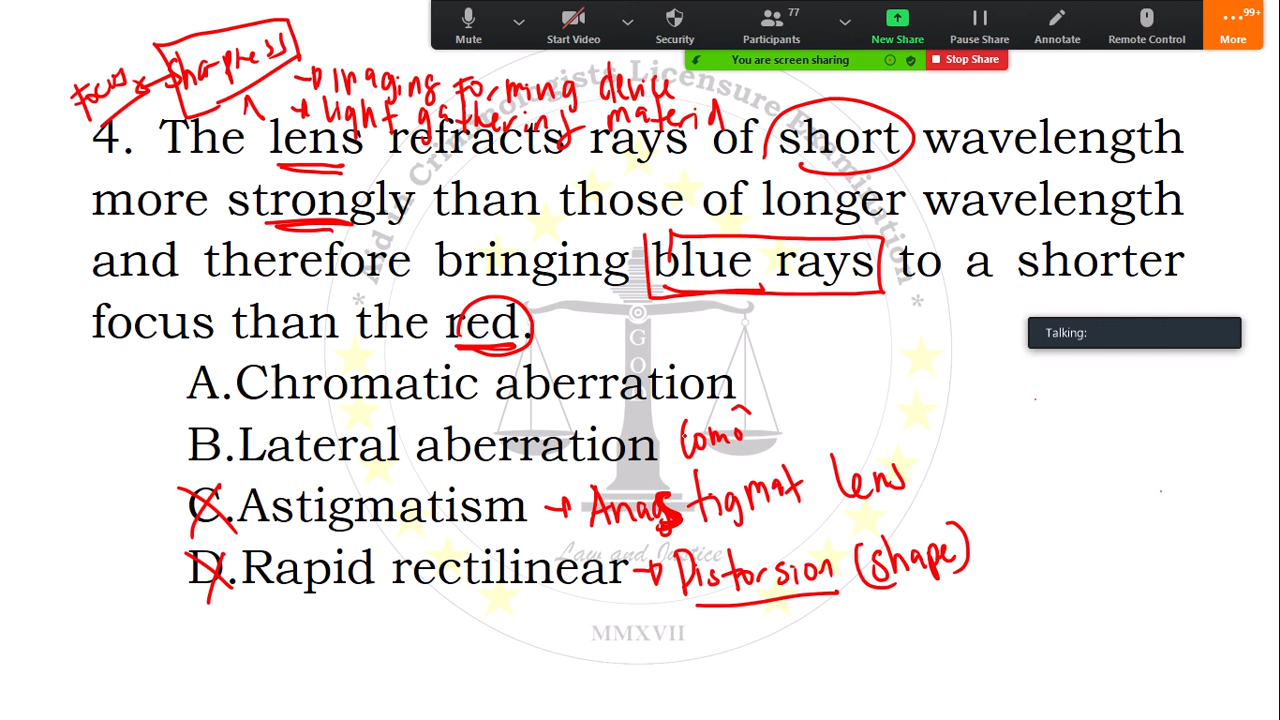 77
99+
Mute
Start Video
Security
Participants
New Share
Pause Share
Annotate
Remote Control
More
You are screen sharing
Stop Share
focus
sharpness
Imaging forming device
light gathering material
4. The lens refracts rays of short wavelength
more strongly than those of longer wavelength
and therefore bringing blue rays to a shorter
focus than the red.
Talking:
A.Chromatic aberration
B.Lateral aberration
C.Astigmatism → Anastigmat lens
D.Rapid rectilinear → Distorsion (shape)
Criminologists Licensure Examination
Law and Justice
MMXVII